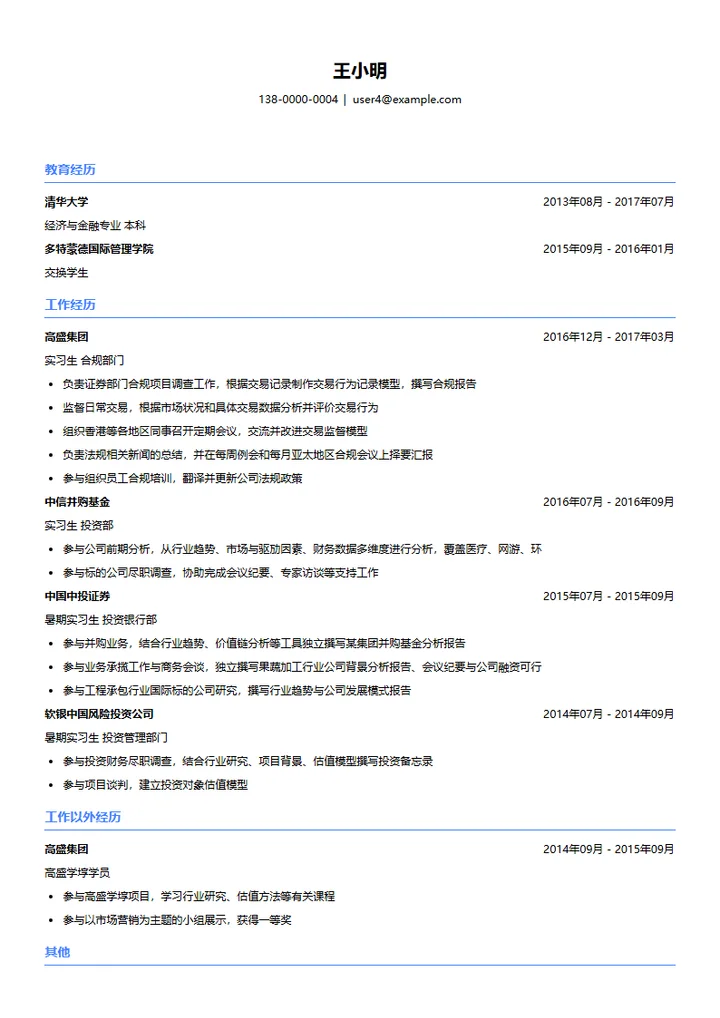 王小明
138-0000-0004 | user4@example.com
教育经历
清华大学 2013年08月 - 2017年07月
经济与金融专业 本科
多特蒙德国际管理学院 2015年09月 - 2016年01月
交换学生
工作经历
高盛集团 2016年12月 - 2017年03月
实习生 合规部门
• 负责证券部门合规项目调查工作，根据交易记录制作交易行为记录模型，撰写合规报告
• 监督日常交易，根据市场状况和具体交易数据分析并评价交易行为
• 组织香港等各地区同事召开定期会议，交流并改进交易监督模型
• 负责法规相关新闻的总结，并在每周例会和每月亚太地区合规会议上择要汇报
• 参与组织员工合规培训，翻译并更新公司法规政策
中信并购基金 2016年07月 - 2016年09月
实习生 投资部
• 参与公司前期分析，从行业趋势、市场与驱劢因素、财务数据多维度进行分析，覆盖医疗、网游、环
• 参与标的公司尽职调查，协助完成会议纪要、专家访谈等支持工作
中国中投证券 2015年07月 - 2015年09月
暑期实习生 投资银行部
• 参与并购业务，结合行业趋势、价值链分析等工具独立撰写某集团并购基金分析报告
• 参与业务承揽工作与商务会谈，独立撰写果蔬加工行业公司背景分析报告、会议纪要与公司融资可行
• 参与工程承包行业国际标的公司研究，撰写行业趋势与公司发展模式报告
软银中国风险投资公司 2014年07月 - 2014年09月
暑期实习生 投资管理部门
• 参与投资财务尽职调查，结合行业研究、项目背景、估值模型撰写投资备忘录
• 参与项目谈判，建立投资对象估值模型
工作以外经历
高盛集团 2014年09月 - 2015年09月
高盛学垺学员
• 参与高盛学垺项目，学习行业研究、估值方法等有关课程
• 参与以市场营销为主题的小组展示，获得一等奖
其他